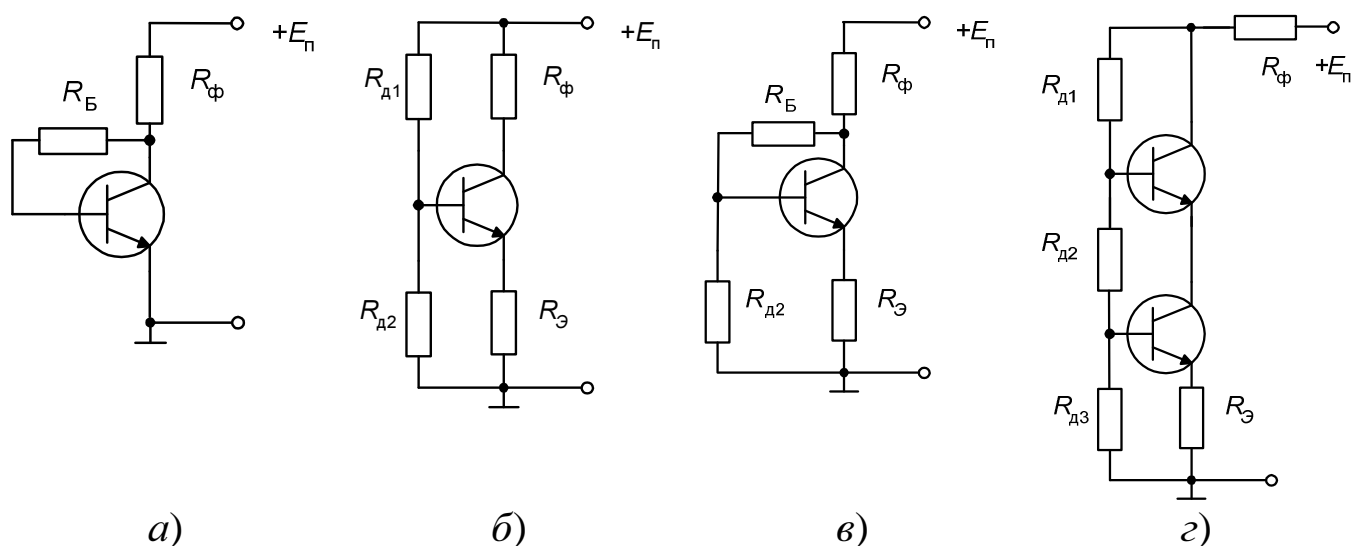 +Eп
Rф
RБ
а)
+Eп
Rд1
Rф
Rд2
RЭ
б)
+Eп
Rф
RБ
Rд2
RЭ
в)
Rф
+Eп
Rд1
Rд2
Rд3
RЭ
г)